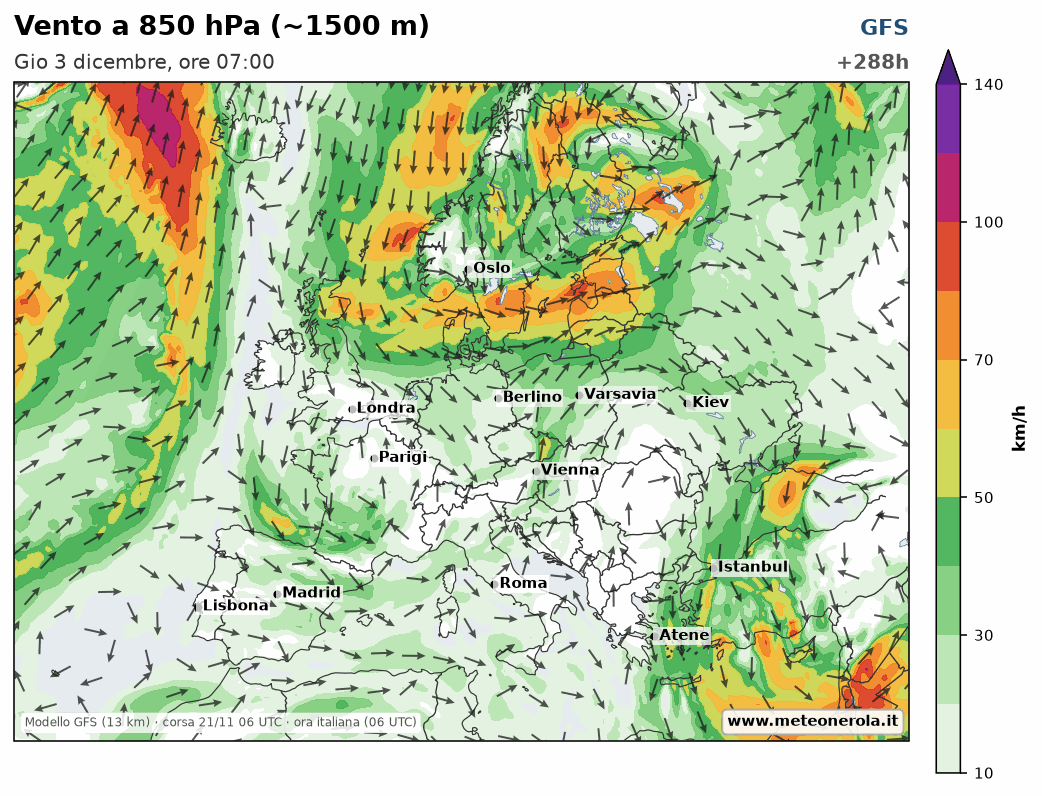 Vento a 850 hPa (~1500 m)
GFS
Gio 3 dicembre, ore 07:00
+288h
140
100
70
50
30
10
km/h
Oslo
Berlino
Varsavia
Kiev
Londra
Parigi
Vienna
Istanbul
Roma
Madrid
Lisbona
Atene
Modello GFS (13 km) · corsa 21/11 06 UTC · ora italiana (06 UTC)
www.meteonerola.it